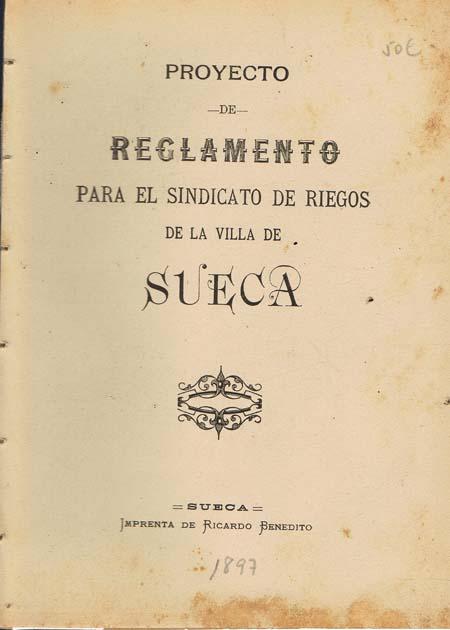 50€
PROYECTO
—DE—
REGLAMENTO
PARA EL SINDICATO DE RIEGOS
DE LA VILLA DE
SUECA
=SUECA=
IMPRENTA DE RICARDO BENEDITO
1897